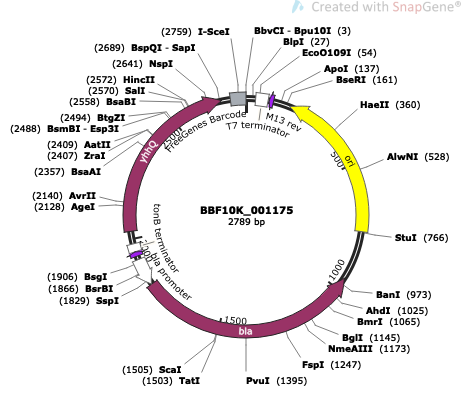 Created with SnapGene®
(2759) I-SceI
BbvCI - Bpu10I (3)
BlpI (27)
(2689) BspQI - SapI
EcoO109I (54)
(2641) NspI
ApoI (137)
(2572) HincII
BseRI (161)
(2570) SalI
(2558) BsaBI
HaeII (360)
(2494) BtgZI
(2488) BsmBI - Esp3I
(2409) AatII
(2407) ZraI
AlwNI (528)
(2357) BsaAI
(2140) AvrII
(2128) AgeI
StuI (766)
(1906) BsgI
(1866) BsrBI
(1829) SspI
BanI (973)
AhdI (1025)
BmrI (1065)
BglI (1145)
NmeAIII (1173)
FspI (1247)
(1505) ScaI
(1503) TatI
PvuI (1395)
FreeGenes Barcode
T7 terminator
M13 rev
yhhQ
2500
ori
500
BBF10K_001175
2789 bp
tonB terminator
bla promoter
1000
1500
bla